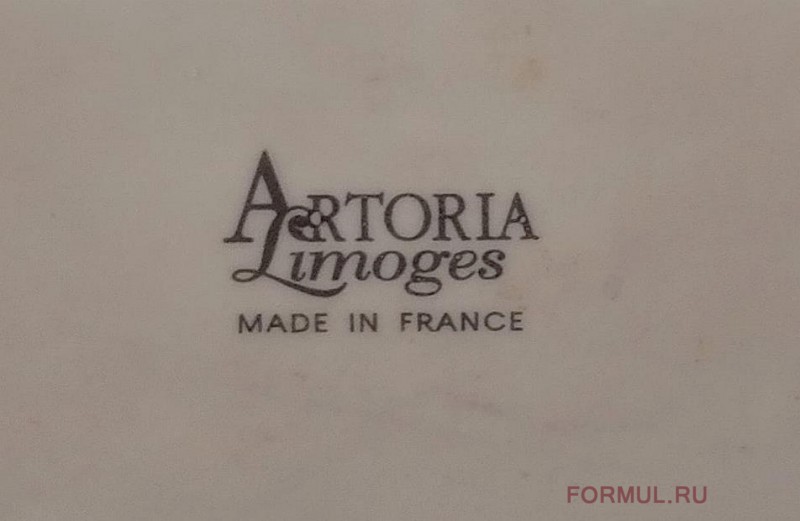 ARTORIA
Limoges
MADE IN FRANCE
FORMUL.RU